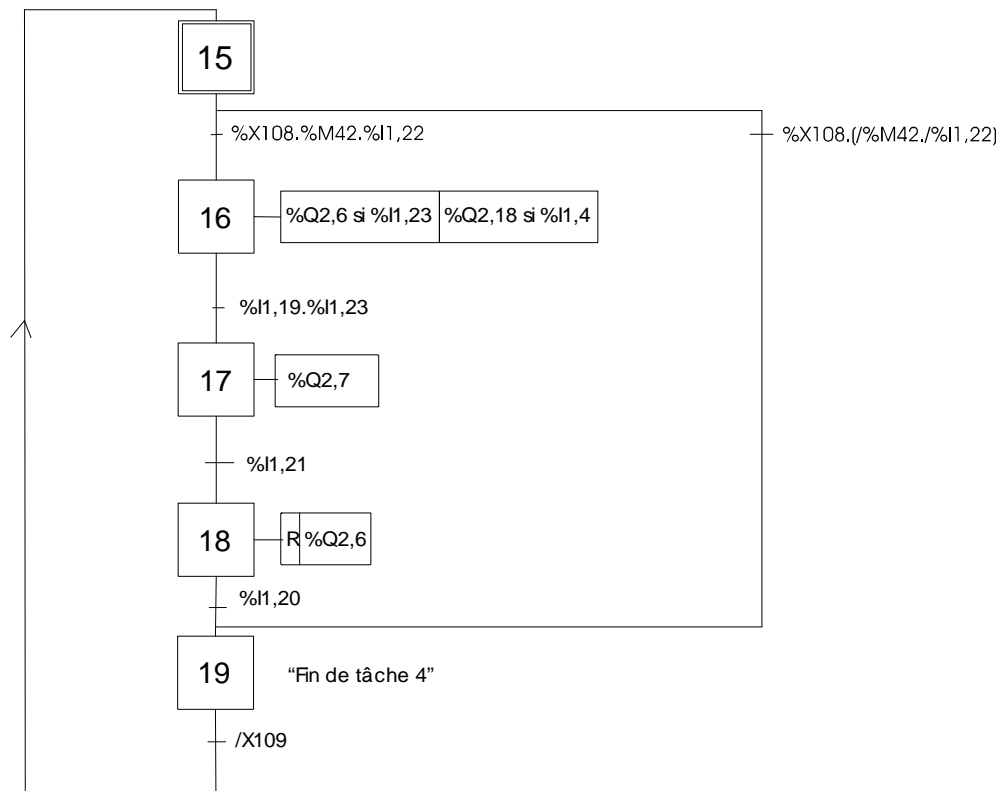 15
%X108.%M42.%I1,22
%X108.(/%M42./%I1,22)
16
%Q2,6 si %I1,23
%Q2,18 si %I1,4
%I1,19.%I1,23
17
%Q2,7
%I1,21
18
R %Q2,6
%I1,20
19
“Fin de tâche 4”
/X109